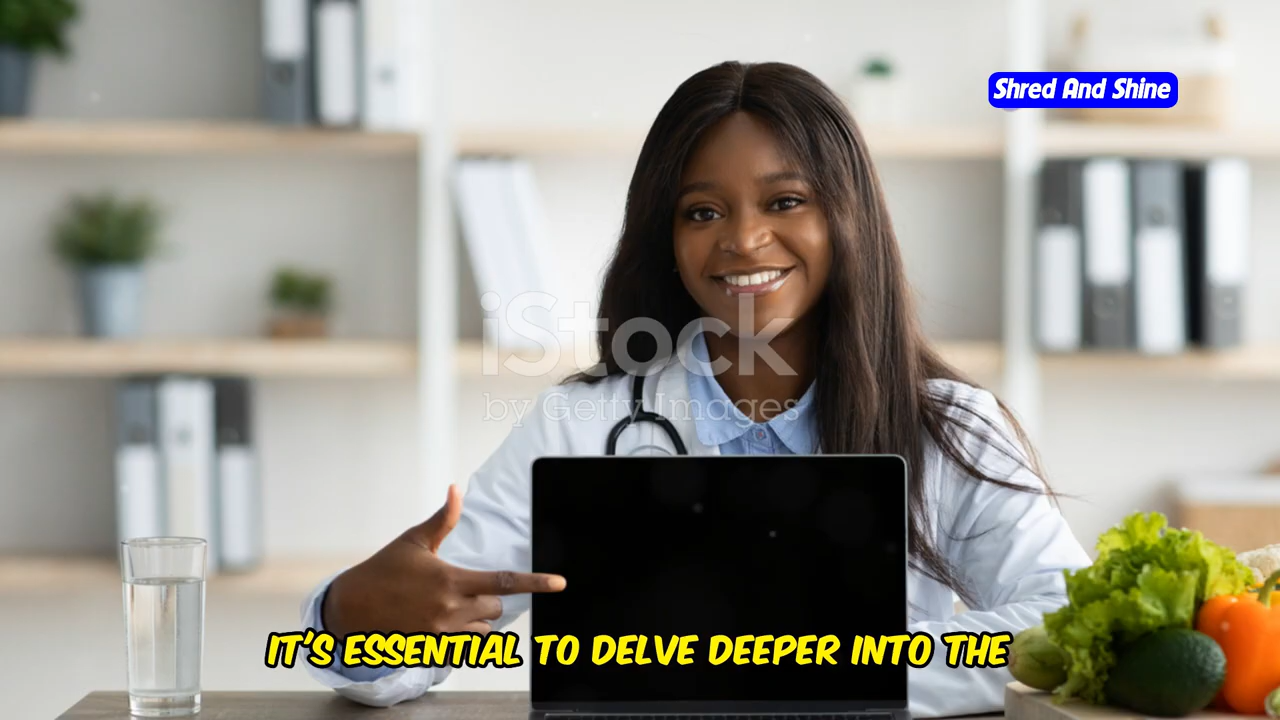 Shred And Shine
iStock
by Getty Images
IT'S ESSENTIAL TO DELVE DEEPER INTO THE